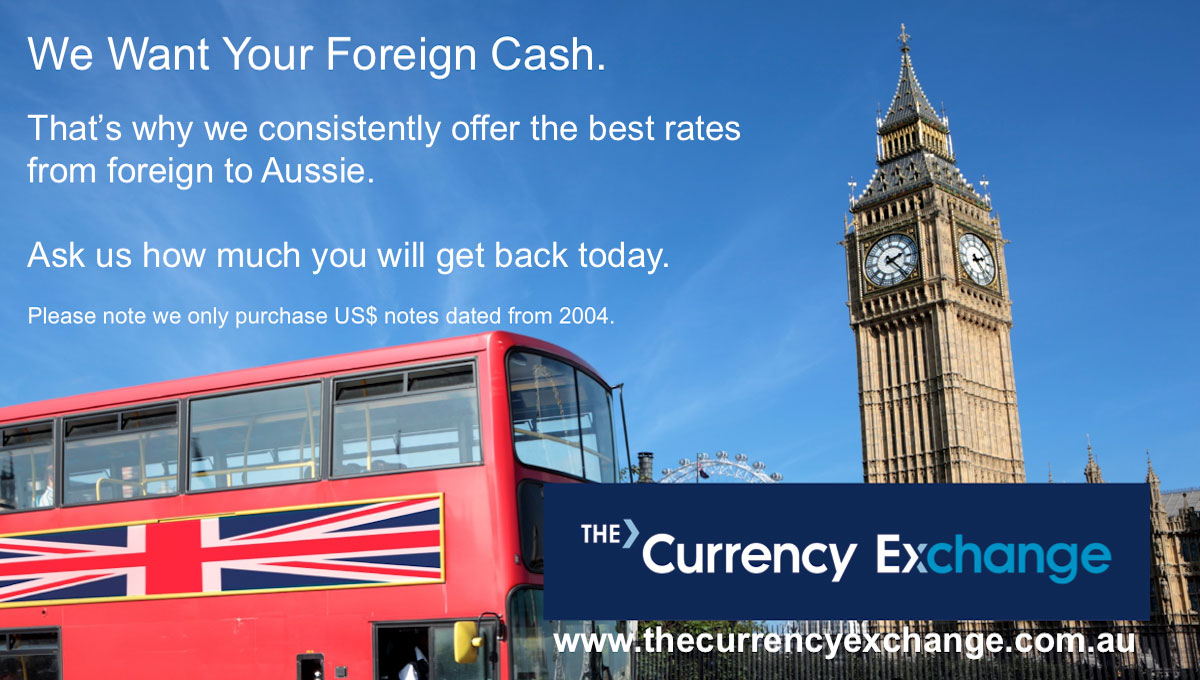 We Want Your Foreign Cash.
That’s why we consistently offer the best rates
from foreign to Aussie.
Ask us how much you will get back today.
Please note we only purchase US$ notes dated from 2004.
THE
Currency Exchange
www.thecurrencyexchange.com.au